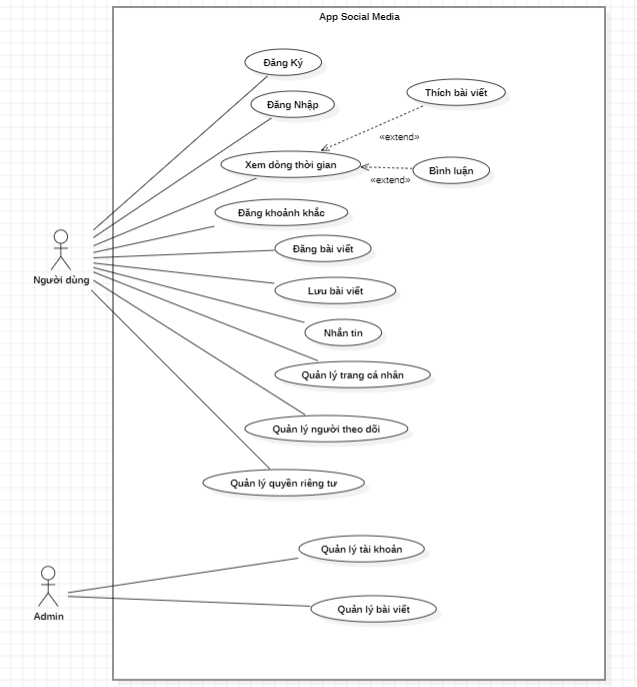 App Social Media
Đăng Ký
Đăng Nhập
Thích bài viết
«extend»
Xem dòng thời gian
Bình luận
«extend»
Đăng khoảnh khắc
Người dùng
Đăng bài viết
Lưu bài viết
Nhắn tin
Quản lý trang cá nhân
Quản lý người theo dõi
Quản lý quyền riêng tư
Quản lý tài khoản
Admin
Quản lý bài viết